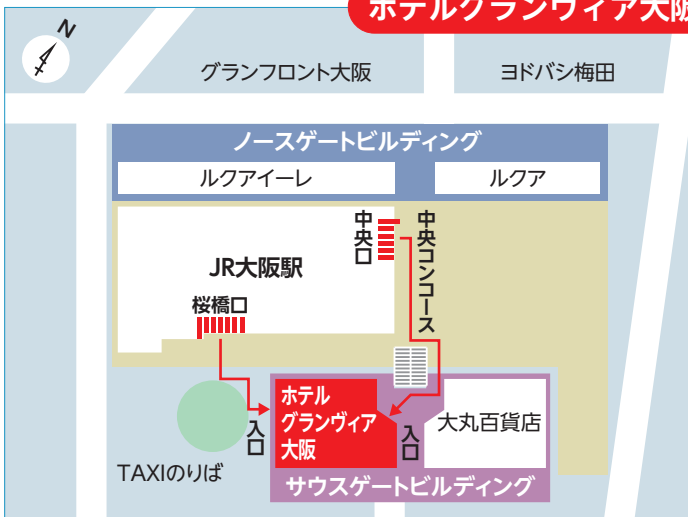 ホテルグランヴィア大阪
N
グランフロント大阪
ヨドバシ梅田
ノースゲートビルディング
ルクアイーレ
ルクア
中央口
中央コンコース
JR大阪駅
桜橋口
ホテル
グランヴィア
大阪
入口
入口
大丸百貨店
TAXIのりば
サウスゲートビルディング